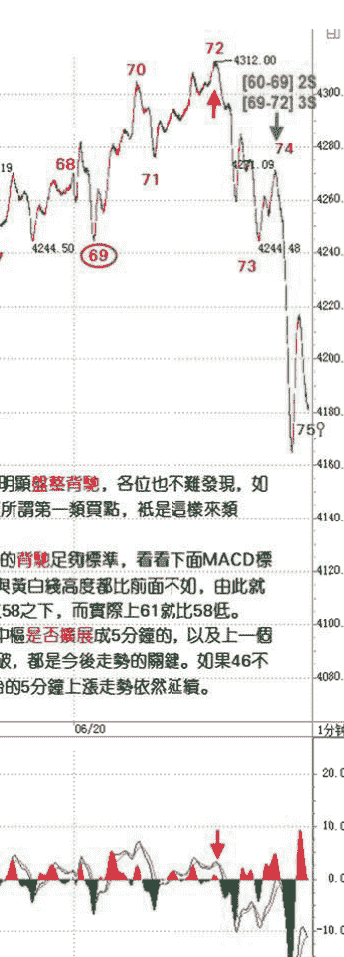 72
4312.00
70
[60-69] 2S
4300.
[69-72] 3S
74
4280.
19
68
4271.09
71
4260.
69
4244.50
4244.48
4240.
73
4220.
4200.
4180.
75
4160.
明顯盤整背馳，各位也不難發現，如
所謂第一類買點，衹是這樣來類
4140.
的背馳足夠標準，看看下面MACD標
4120.
與黃白綫高度都比前面不如，由此就
58之下，而實際上61就比58低。
4100.
中樞是否擴展成5分鐘的，以及上一個
破，都是今後走勢的關鍵。如果46不
4080.
的5分鐘上漲走勢依然延續。
06/20
1分钟
20.0
10.0
0.0
-10.0